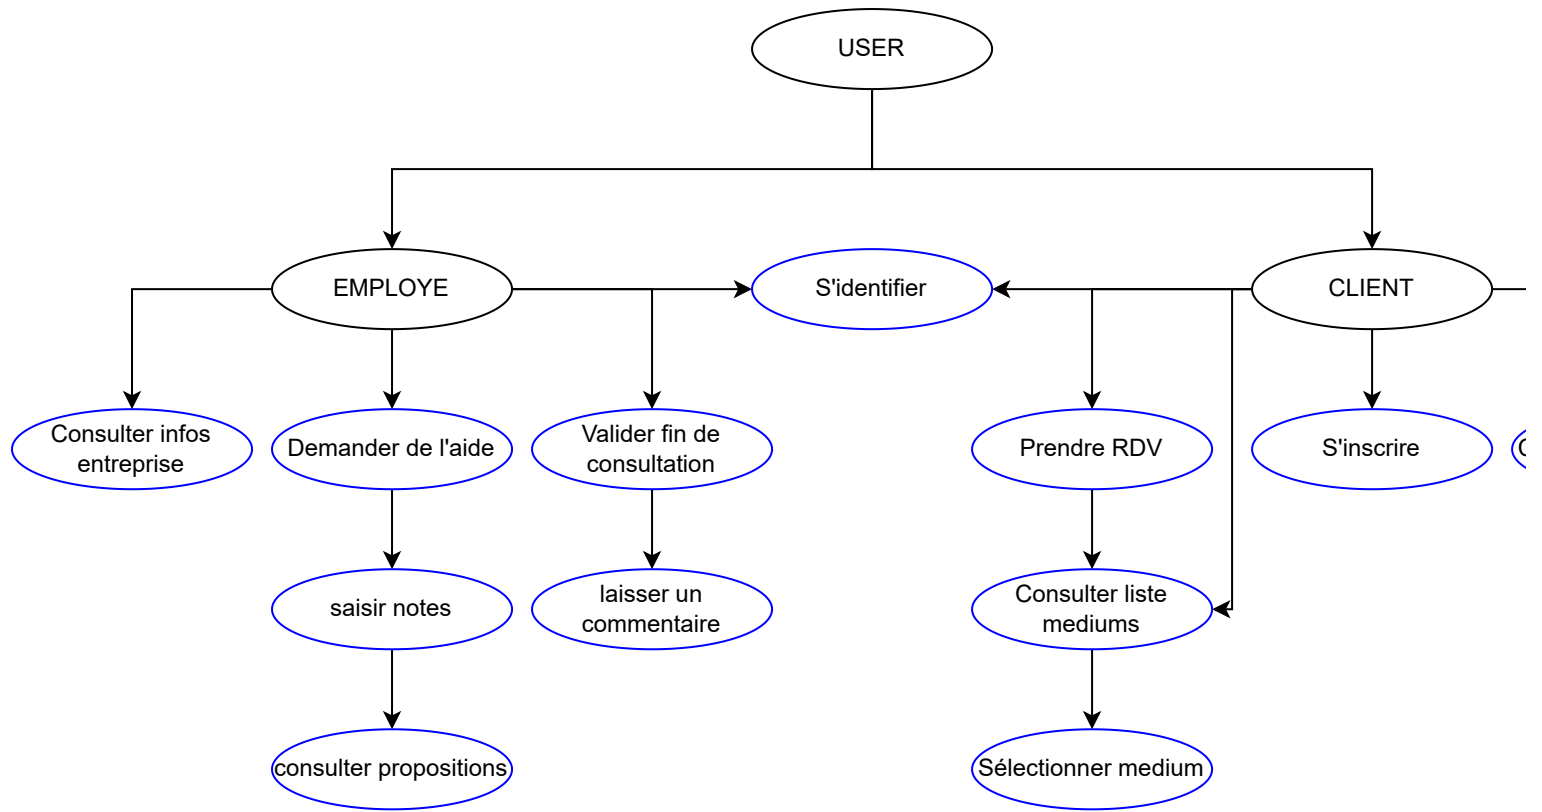 USER
EMPLOYE
S'identifier
CLIENT
Consulter infos
entreprise
Demander de l'aide
Valider fin de
consultation
Prendre RDV
S'inscrire
saisir notes
laisser un
commentaire
Consulter liste
mediums
consulter propositions
Sélectionner medium